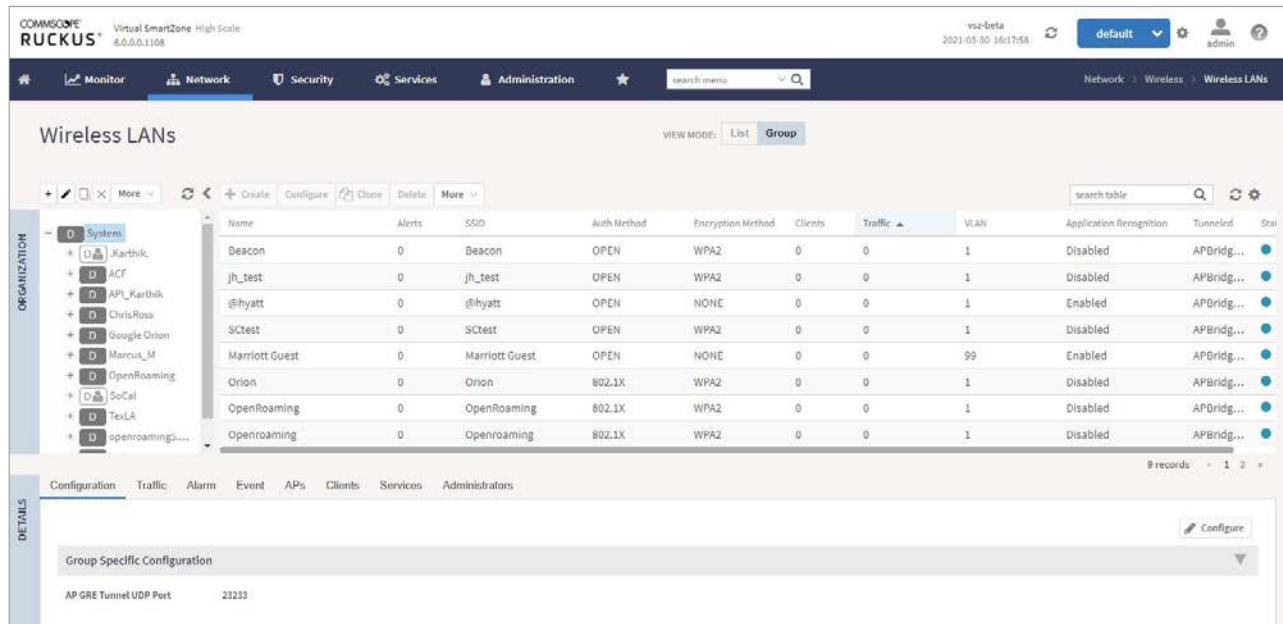 COMMSCOPE
RUCKUS Virtual SmartZone High Scale
6.0.0.0.1108
vsz-beta
2021-03-30 16:17:58
default
admin
Monitor Network Security Services Administration search menu Network Wireless Wireless LANs
Wireless LANs VIEW MODE: List Group
More Create Configure Clone Delete More search table
ORGANIZATION
D System
D .Karthik.
D ACF
D API_Karthik
D ChrisRoss
D Google Orion
D Marcus_M
D OpenRoaming
D SoCal
D TexLA
D openroamingS....
Name Alerts SSID Auth Method Encryption Method Clients Traffic VLAN Application Recognition Tunneled Stat
Beacon 0 Beacon OPEN WPA2 0 0 1 Disabled APBridg...
jh_test 0 jh_test OPEN WPA2 0 0 1 Disabled APBridg...
@hyatt 0 @hyatt OPEN NONE 0 0 1 Enabled APBridg...
SCtest 0 SCtest OPEN WPA2 0 0 1 Disabled APBridg...
Marriott Guest 0 Marriott Guest OPEN NONE 0 0 99 Enabled APBridg...
Orion 0 Orion 802.1X WPA2 0 0 1 Disabled APBridg...
OpenRoaming 0 OpenRoaming 802.1X WPA2 0 0 1 Disabled APBridg...
Openroaming 0 Openroaming 802.1X WPA2 0 0 1 Disabled APBridg...
9 records « 1 2 »
DETAILS
Configuration Traffic Alarm Event APs Clients Services Administrators
Configure
Group Specific Configuration
AP GRE Tunnel UDP Port 23233